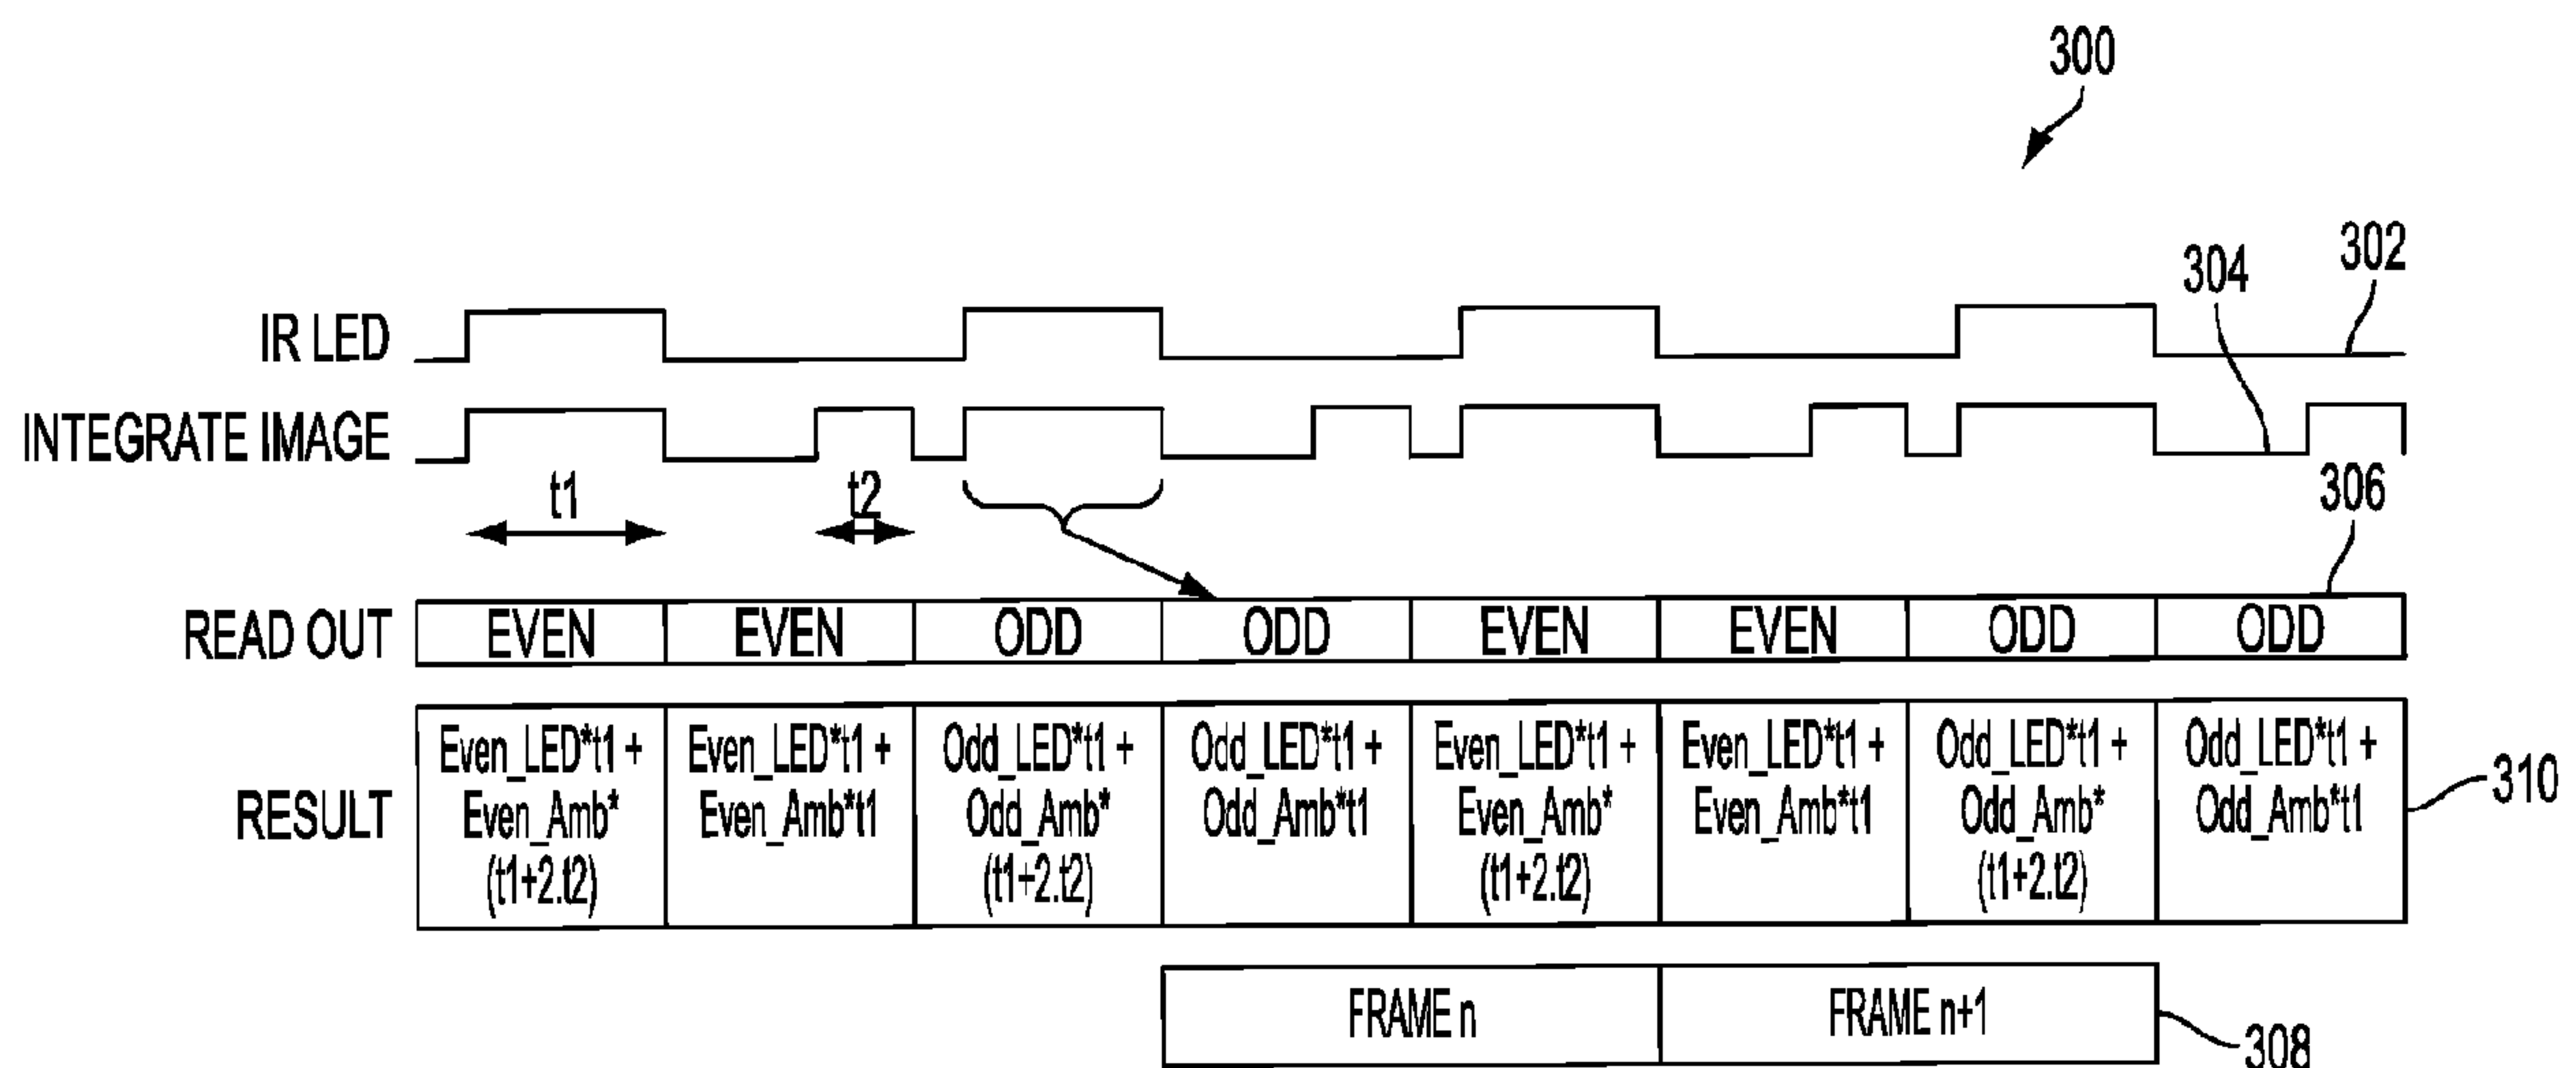 300
302
304
IR LED
INTEGRATE IMAGE
t1
t2
306
READ OUT
EVEN
EVEN
ODD
ODD
EVEN
EVEN
ODD
ODD
RESULT
Even_LED*t1 +
Even_Amb*
(t1+2.t2)
Even_LED*t1 +
Even_Amb*t1
Odd_LED*t1 +
Odd_Amb*
(t1+2.t2)
Odd_LED*t1 +
Odd_Amb*t1
Even_LED*t1 +
Even_Amb*
(t1+2.t2)
Even_LED*t1 +
Even_Amb*t1
Odd_LED*t1 +
Odd_Amb*
(t1+2.t2)
Odd_LED*t1 +
Odd_Amb*t1
310
FRAME n
FRAME n+1
308